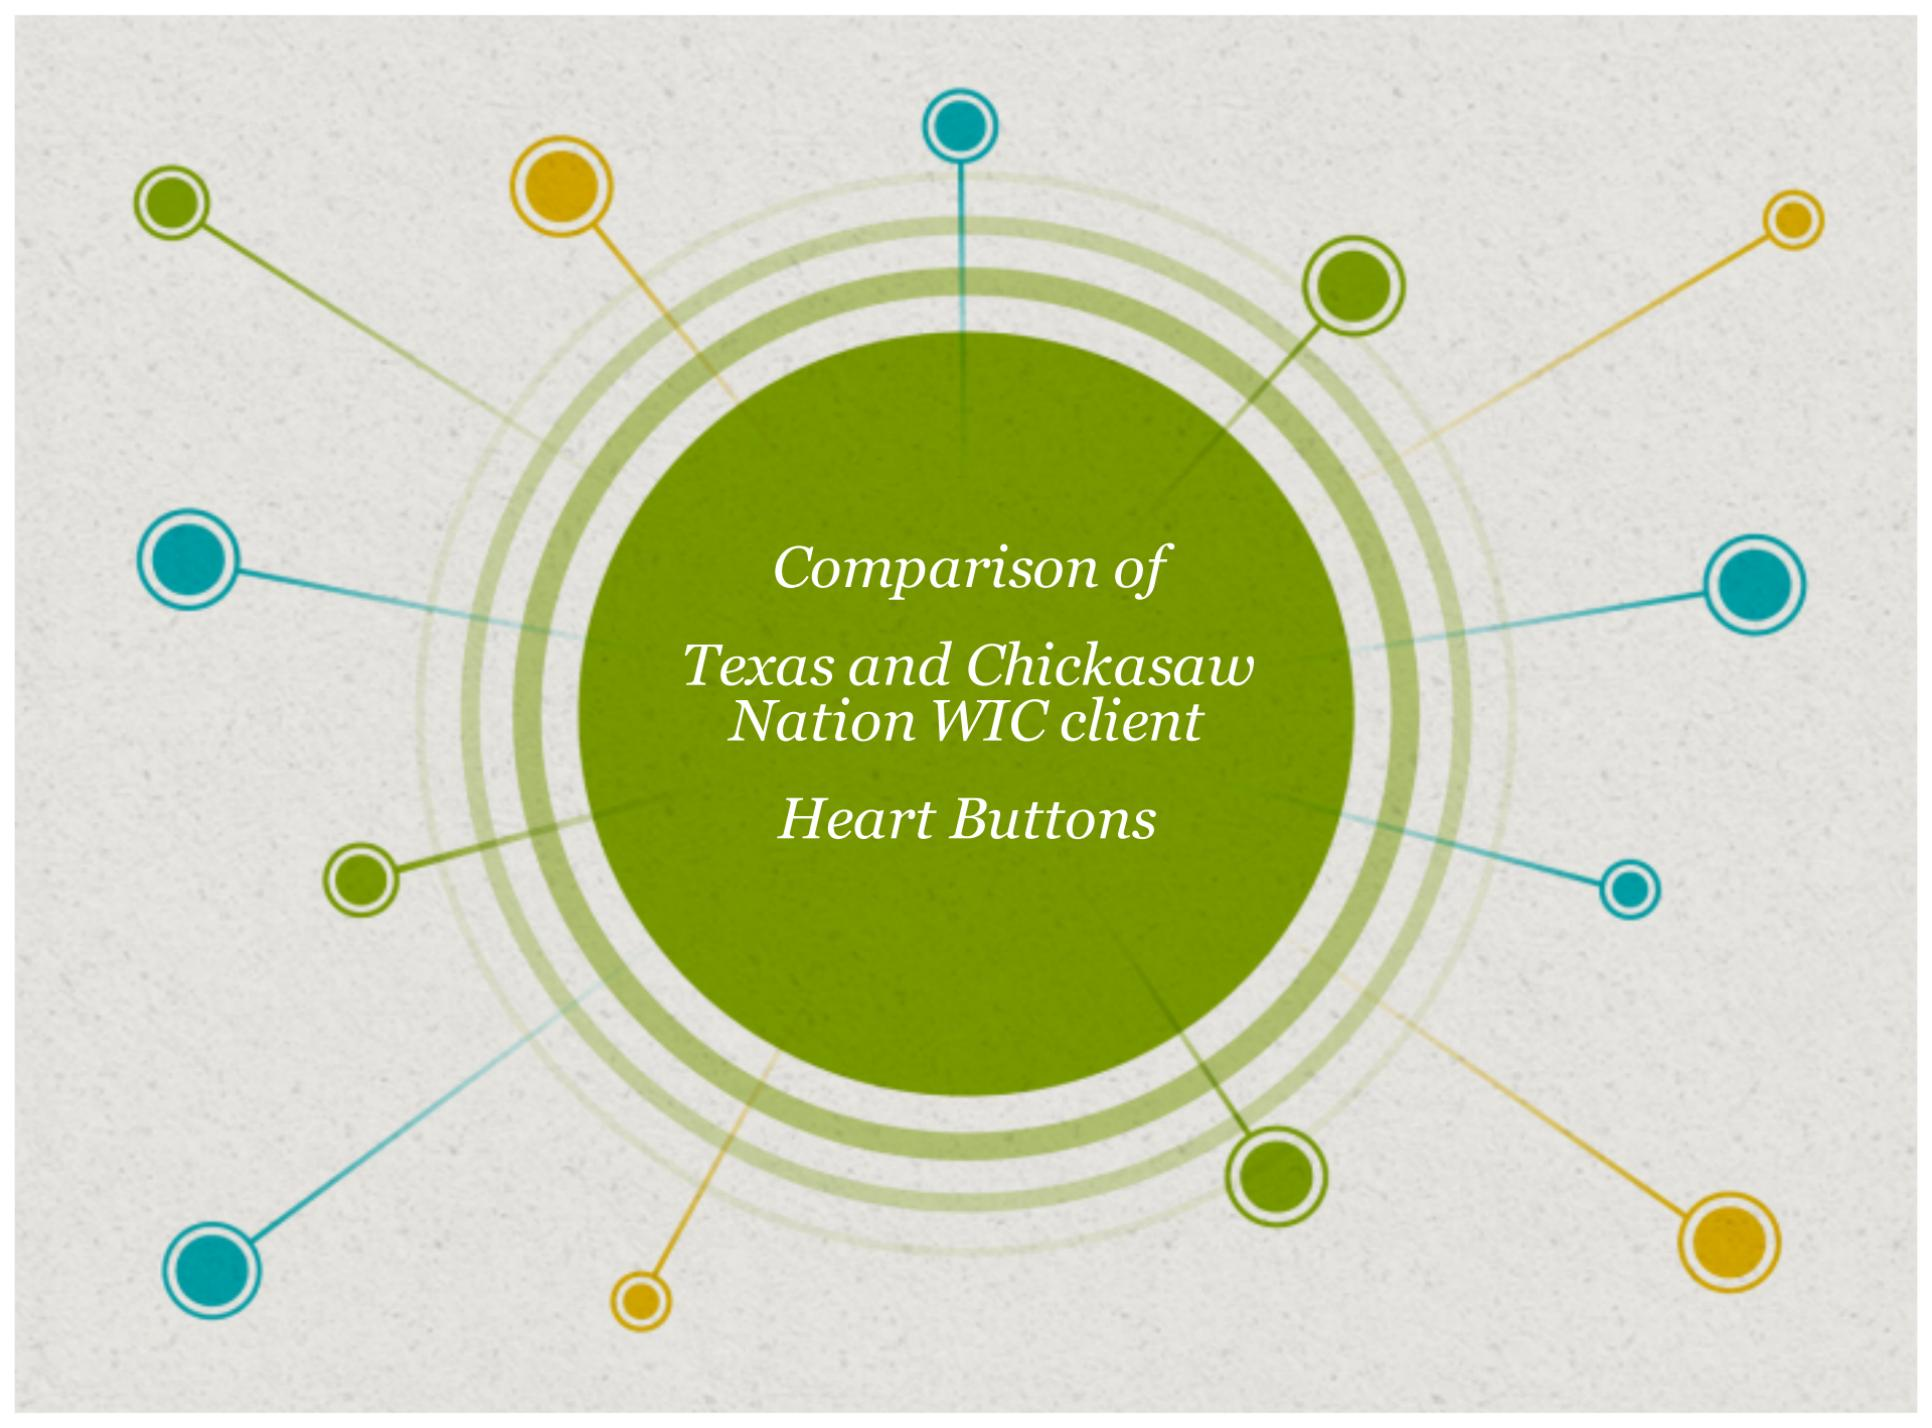 Comparison of
Texas and Chickasaw
Nation WIC client
Heart Buttons